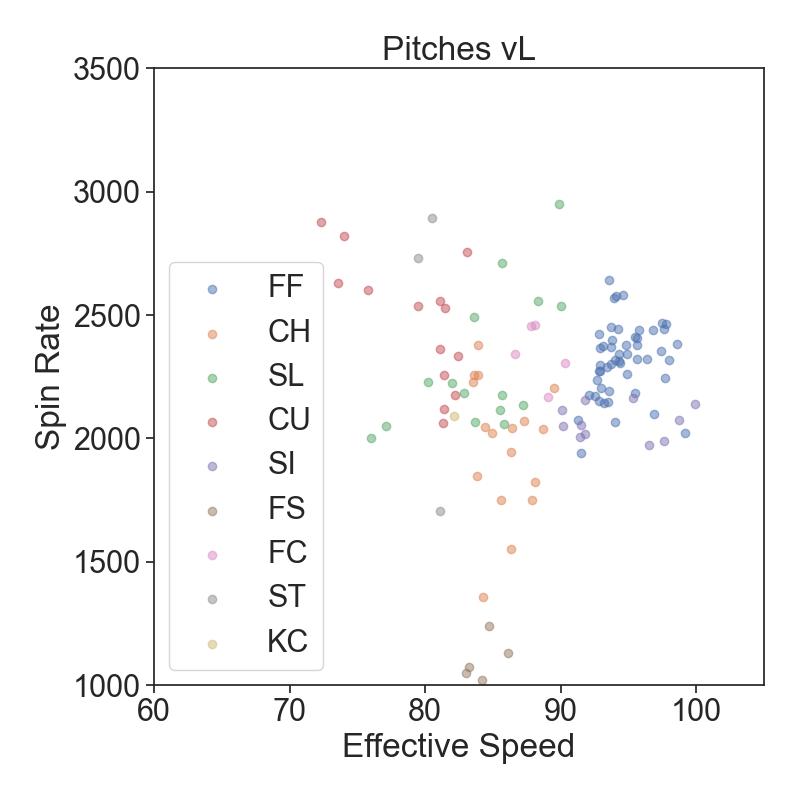 Pitches vL
3500
3000
2500
2000
1500
1000
Spin Rate
FF
CH
SL
CU
SI
FS
FC
ST
KC
60 70 80 90 100
Effective Speed